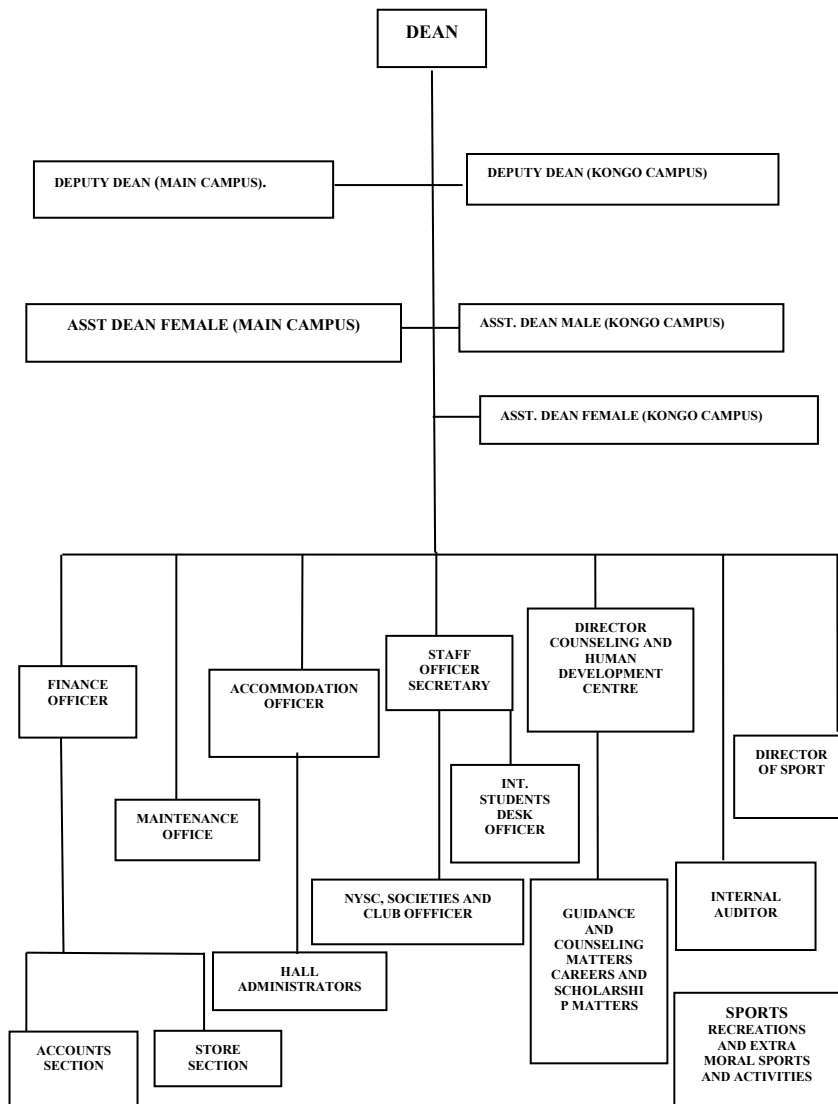 DEAN
DEPUTY DEAN (MAIN CAMPUS).
DEPUTY DEAN (KONGO CAMPUS)
ASST DEAN FEMALE (MAIN CAMPUS)
ASST. DEAN MALE (KONGO CAMPUS)
ASST. DEAN FEMALE (KONGO CAMPUS)
FINANCE
OFFICER
MAINTENANCE
OFFICE
ACCOMMODATION
OFFICER
STAFF
OFFICER
SECRETARY
DIRECTOR
COUNSELING AND
HUMAN
DEVELOPMENT
CENTRE
DIRECTOR
OF SPORT
INT.
STUDENTS
DESK
OFFICER
NYSC, SOCIETIES AND
CLUB OFFFICER
GUIDANCE
AND
COUNSELING
MATTERS
CAREERS AND
SCHOLARSHI
P MATTERS
INTERNAL
AUDITOR
HALL
ADMINISTRATORS
ACCOUNTS
SECTION
STORE
SECTION
SPORTS
RECREATIONS
AND EXTRA
MORAL SPORTS
AND ACTIVITIES